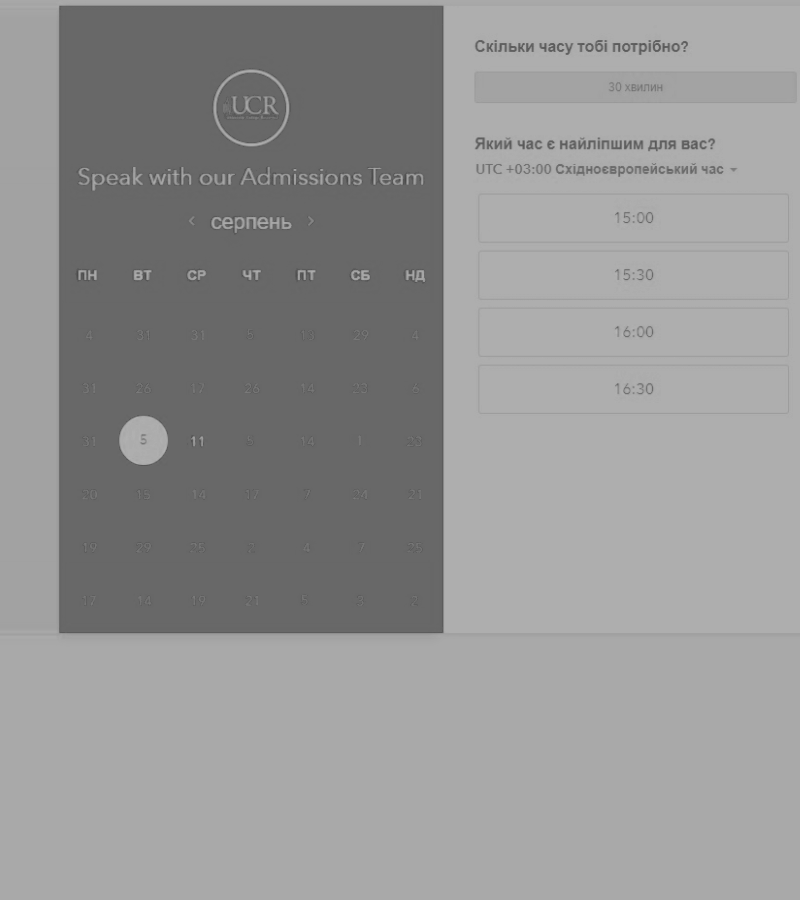 UCR
Speak with our Admissions Team
серпень
ПН ВТ СР ЧТ ПТ СБ НД
4 31 31 5 13 29 4
31 26 17 26 14 23 6
31 5 11 5 14 1 22
20 15 14 12 7 24 21
19 29 25 2 4 7 25
17 14 19 21 5 3 2
Скільки часу тобі потрібно?
30 хвилин
Який час є найліпшим для вас?
UTC +03:00 Східноєвропейський час
15:00
15:30
16:00
16:30